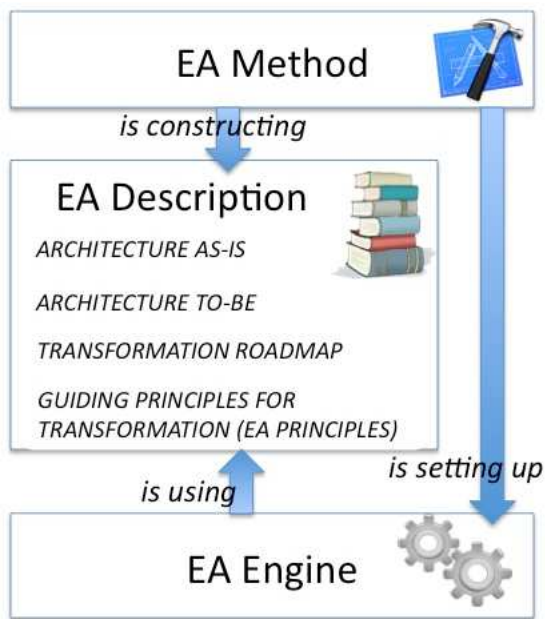 EA Method
is constructing
EA Description
ARCHITECTURE AS-IS
ARCHITECTURE TO-BE
TRANSFORMATION ROADMAP
GUIDING PRINCIPLES FOR
TRANSFORMATION (EA PRINCIPLES)
is setting up
is using
EA Engine